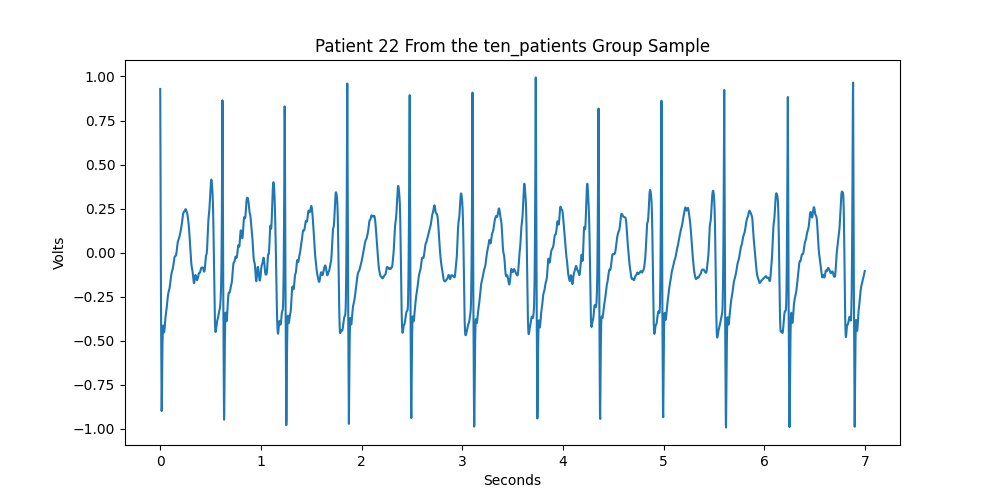 Patient 22 From the ten_patients Group Sample
1.00
0.75
0.50
0.25
0.00
−0.25
−0.50
−0.75
−1.00
Volts
0 1 2 3 4 5 6 7
Seconds